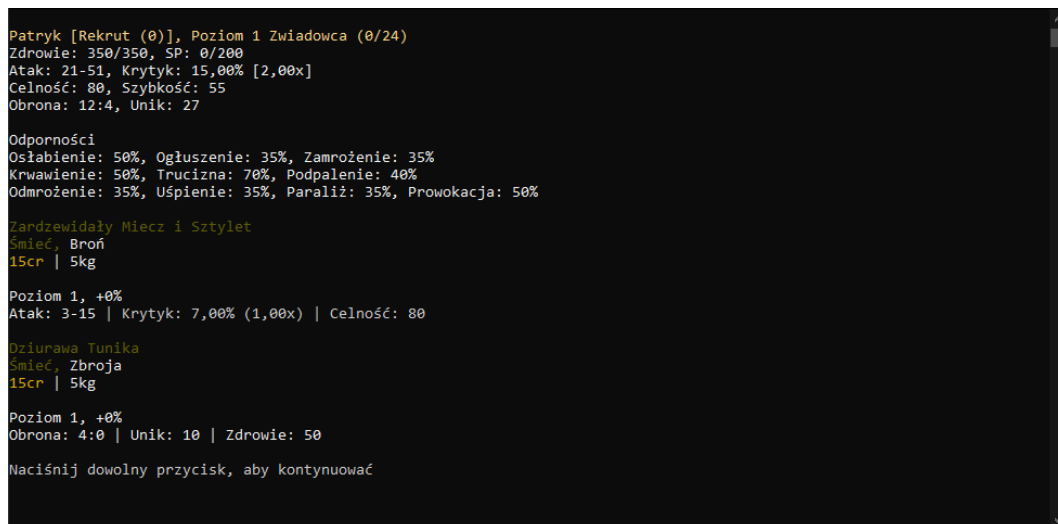 Patryk [Rekrut (0)], Poziom 1 Zwiadowca (0/24)
Zdrowie: 350/350, SP: 0/200
Atak: 21-51, Krytyk: 15,00% [2,00x]
Celność: 80, Szybkość: 55
Obrona: 12:4, Unik: 27
Odporności
Osłabienie: 50%, Ogłuszenie: 35%, Zamrożenie: 35%
Krwawienie: 50%, Trucizna: 70%, Podpalenie: 40%
Odmrożenie: 35%, Uśpienie: 35%, Paraliż: 35%, Prowokacja: 50%
Zardzewidały Miecz i Sztylet
Śmieć, Broń
15cr | 5kg
Poziom 1, +0%
Atak: 3-15 | Krytyk: 7,00% (1,00x) | Celność: 80
Dziurawa Tunika
Śmieć, Zbroja
15cr | 5kg
Poziom 1, +0%
Obrona: 4:0 | Unik: 10 | Zdrowie: 50
Naciśnij dowolny przycisk, aby kontynuować